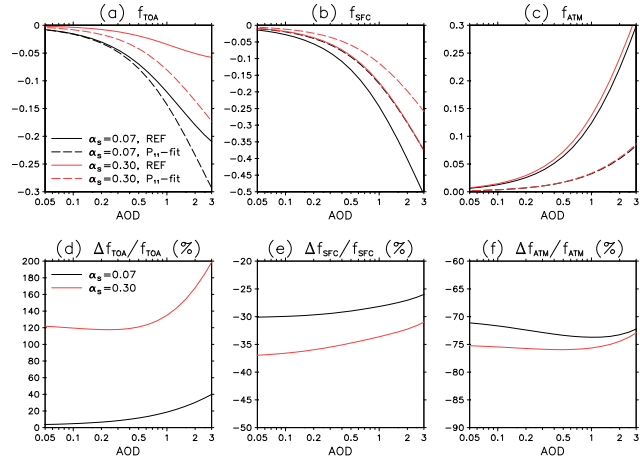 (a) f_TOA
0
−0.05
−0.1
−0.15
−0.2
−0.25
−0.3
α_s=0.07, REF
α_s=0.07, P_11−fit
α_s=0.30, REF
α_s=0.30, P_11−fit
0.05 0.1 0.2 0.5 1 2 3
AOD
(b) f_SFC
0
−0.05
−0.1
−0.15
−0.2
−0.25
−0.3
−0.35
−0.4
−0.45
−0.5
0.05 0.1 0.2 0.5 1 2 3
AOD
(c) f_ATM
0.3
0.25
0.20
0.15
0.10
0.05
0.00
0.05 0.1 0.2 0.5 1 2 3
AOD
(d) Δf_TOA/f_TOA (%)
200
180
160
140
120
100
80
60
40
20
0
α_s=0.07
α_s=0.30
0.05 0.1 0.2 0.5 1 2 3
AOD
(e) Δf_SFC/f_SFC (%)
−20
−25
−30
−35
−40
−45
−50
0.05 0.1 0.2 0.5 1 2 3
AOD
(f) Δf_ATM/f_ATM (%)
−60
−65
−70
−75
−80
−85
−90
0.05 0.1 0.2 0.5 1 2 3
AOD